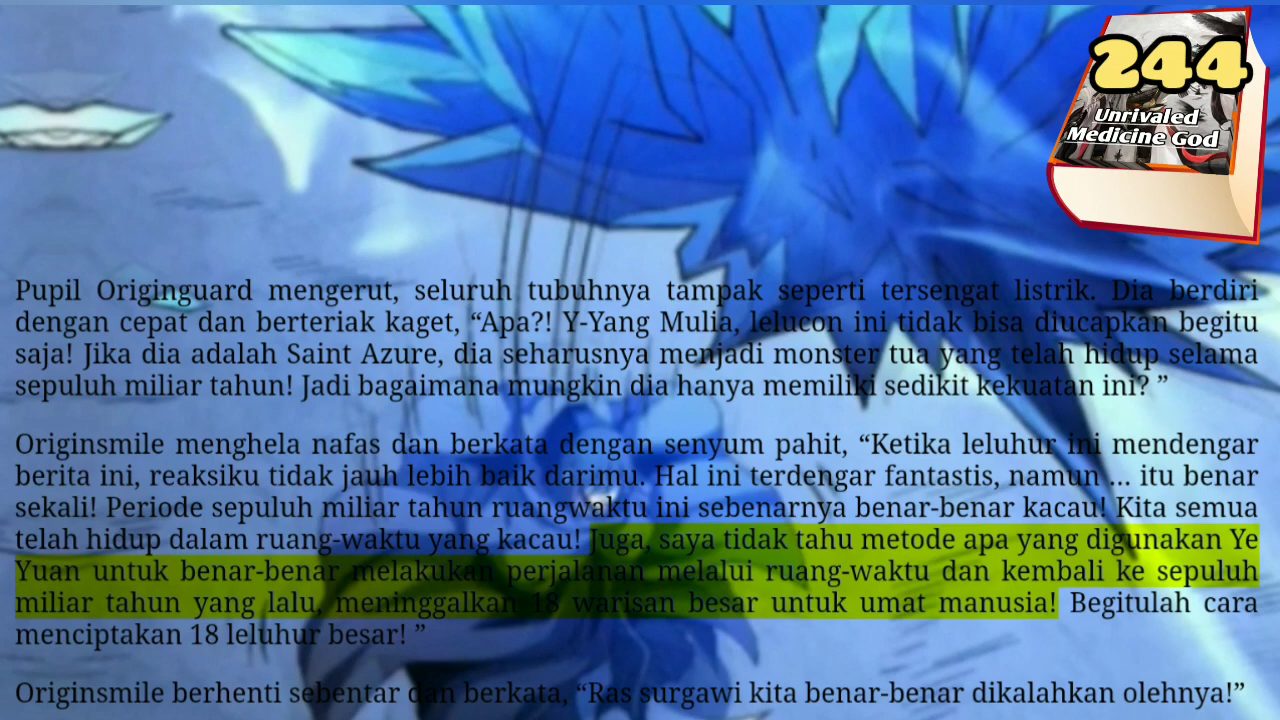 244
Unrivaled
Medicine God
Pupil Originguard mengerut, seluruh tubuhnya tampak seperti tersengat listrik. Dia berdiri
dengan cepat dan berteriak kaget, “Apa?! Y-Yang Mulia, lelucon ini tidak bisa diucapkan begitu
saja! Jika dia adalah Saint Azure, dia seharusnya menjadi monster tua yang telah hidup selama
sepuluh miliar tahun! Jadi bagaimana mungkin dia hanya memiliki sedikit kekuatan ini? ”
Originsmile menghela nafas dan berkata dengan senyum pahit, “Ketika leluhur ini mendengar
berita ini, reaksiku tidak jauh lebih baik darimu. Hal ini terdengar fantastis, namun ... itu benar
sekali! Periode sepuluh miliar tahun ruangwaktu ini sebenarnya benar-benar kacau! Kita semua
telah hidup dalam ruang-waktu yang kacau! Juga, saya tidak tahu metode apa yang digunakan Ye
Yuan untuk benar-benar melakukan perjalanan melalui ruang-waktu dan kembali ke sepuluh
miliar tahun yang lalu, meninggalkan 18 warisan besar untuk umat manusia! Begitulah cara
menciptakan 18 leluhur besar! ”
Originsmile berhenti sebentar dan berkata, “Ras surgawi kita benar-benar dikalahkan olehnya!”